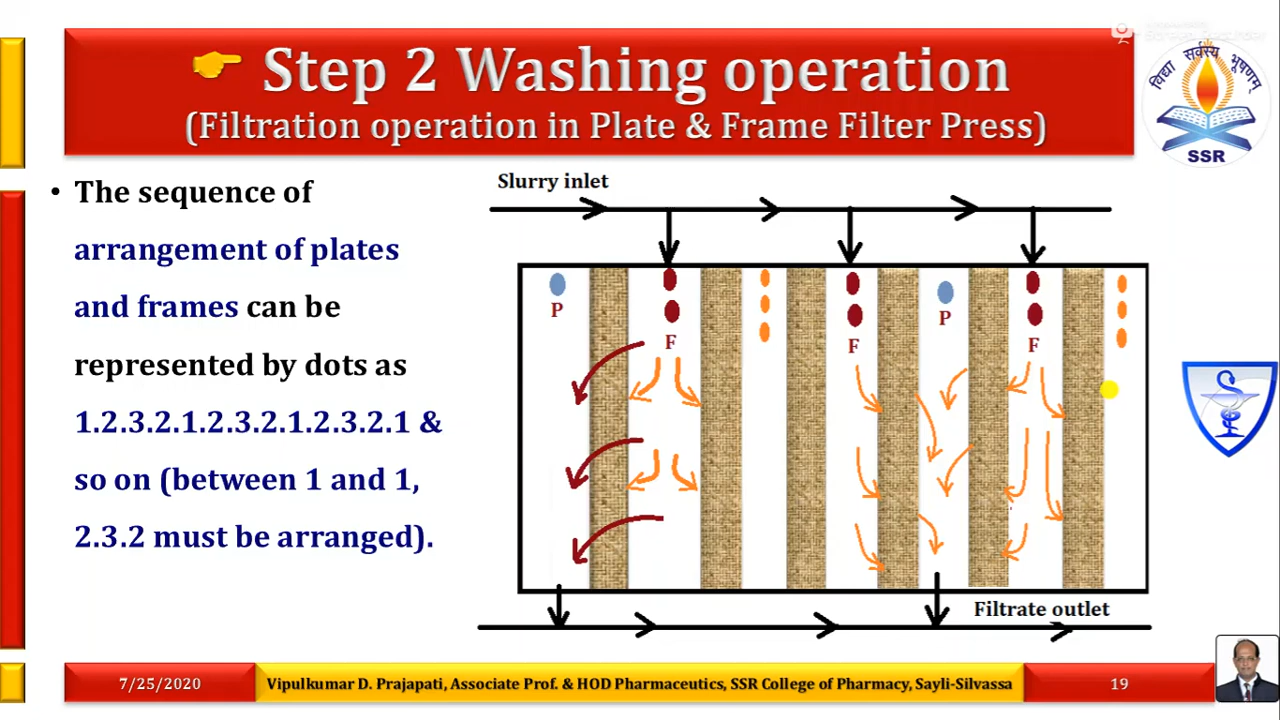 Step 2 Washing operation
(Filtration operation in Plate & Frame Filter Press)
विद्या सर्वस्य भूषणम्
SSR
• The sequence of
arrangement of plates
and frames can be
represented by dots as
1.2.3.2.1.2.3.2.1.2.3.2.1 &
so on (between 1 and 1,
2.3.2 must be arranged).
Slurry inlet
P
F
F
P
F
Filtrate outlet
7/25/2020
Vipulkumar D. Prajapati, Associate Prof. & HOD Pharmaceutics, SSR College of Pharmacy, Sayli-Silvassa
19